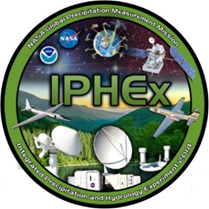 NASA Global Precipitation Measurement Mission
NASA
IPHEx
Integrated Precipitation and Hydrology Experiment 2014